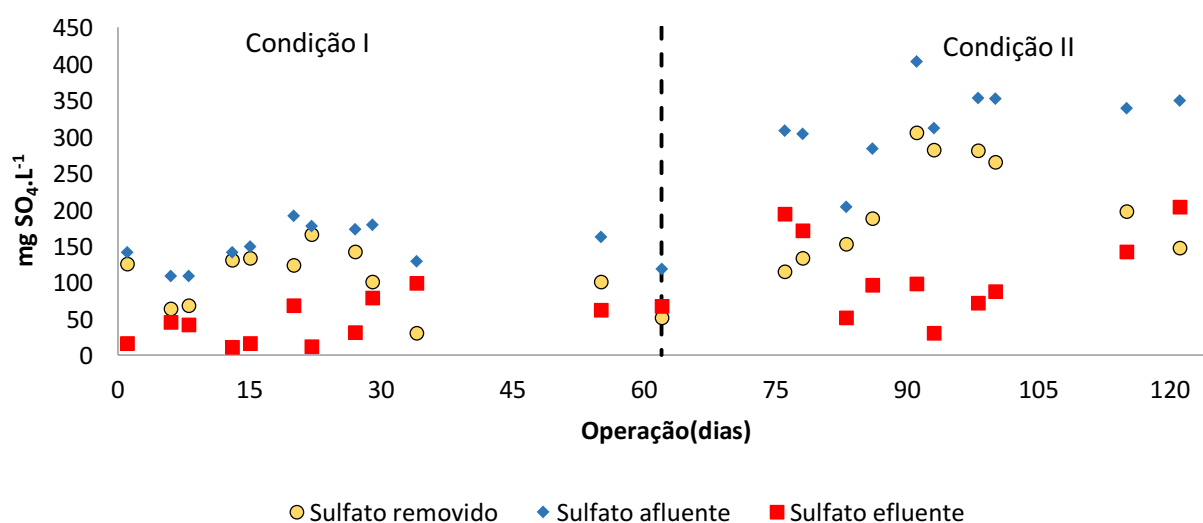 450
400
350
300
250
200
150
100
50
0
mg SO₄.L⁻¹
Condição I
Condição II
0 15 30 45 60 75 90 105 120
Operação(dias)
Sulfato removido Sulfato afluente Sulfato efluente